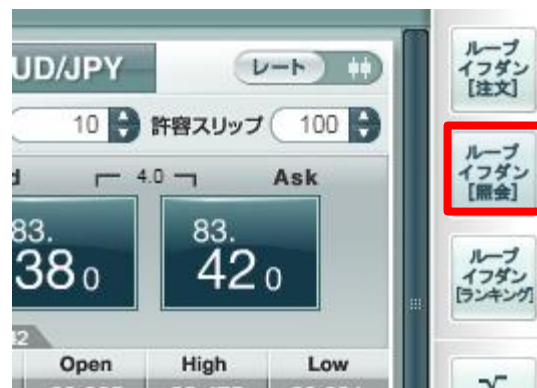 UD/JPY
レート
ループ
イフダン
[注文]
10
許容スリップ
100
ループ
イフダン
[照会]
4.0
Ask
83.
38 0
83.
42 0
ループ
イフダン
[ランキング]
Open
High
Low